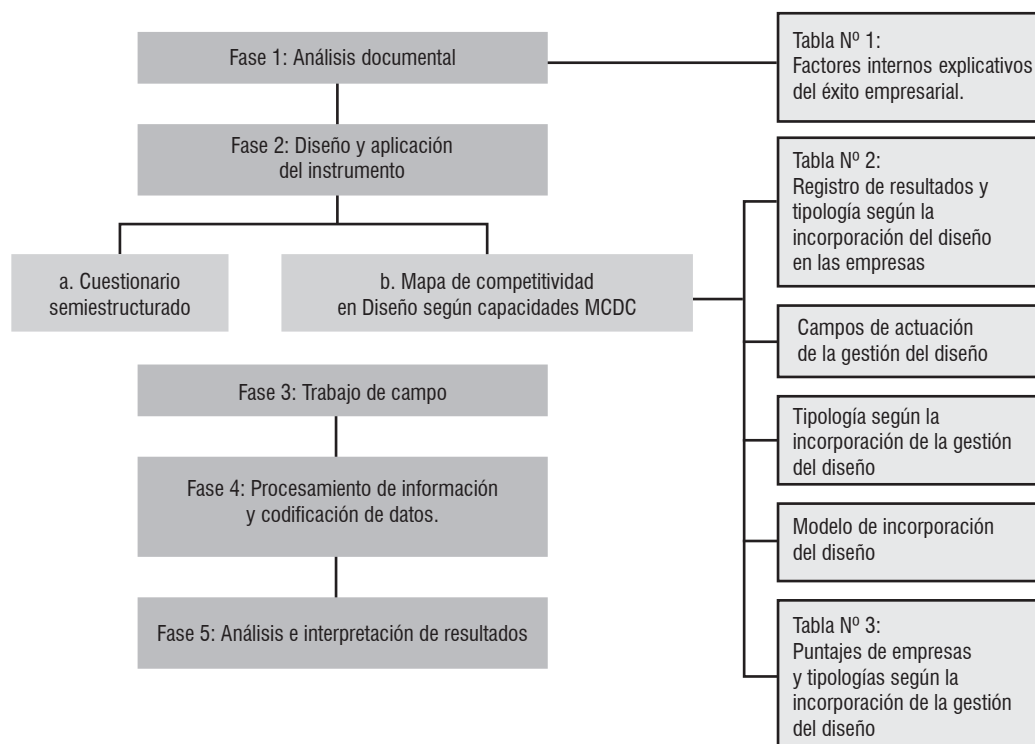 Fase 1: Análisis documental
Tabla Nº 1:
Factores internos explicativos
del éxito empresarial.
Fase 2: Diseño y aplicación
del instrumento
a. Cuestionario
semiestructurado
b. Mapa de competitividad
en Diseño según capacidades MCDC
Tabla Nº 2:
Registro de resultados y
tipología según la
incorporación del diseño
en las empresas
Campos de actuación
de la gestión del diseño
Tipología según la
incorporación de la gestión
del diseño
Modelo de incorporación
del diseño
Tabla Nº 3:
Puntajes de empresas
y tipologías según la
incorporación de la gestión
del diseño
Fase 3: Trabajo de campo
Fase 4: Procesamiento de información
y codificación de datos.
Fase 5: Análisis e interpretación de resultados